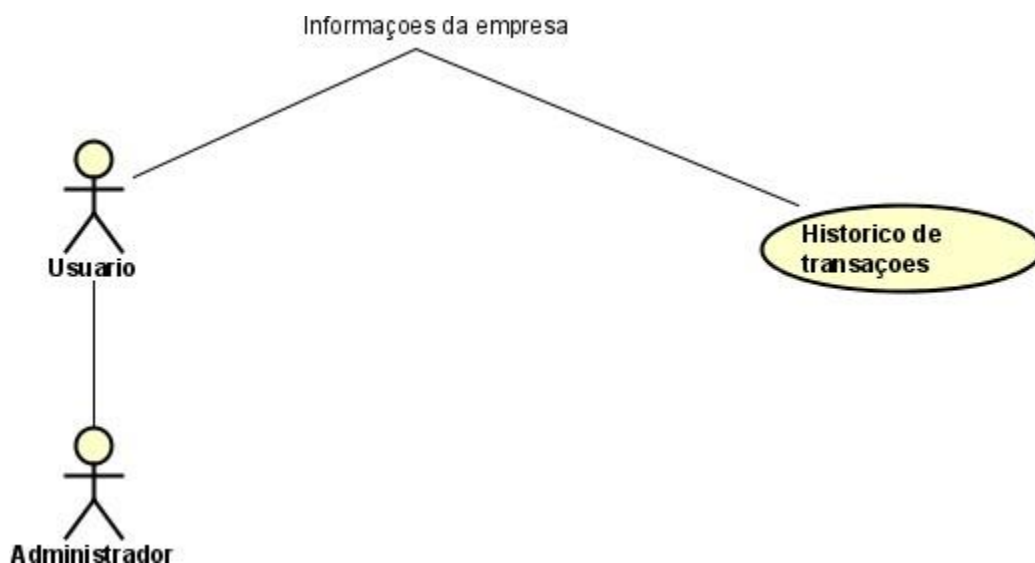 Informaçoes da empresa
Usuario
Historico de
transaçoes
Administrador